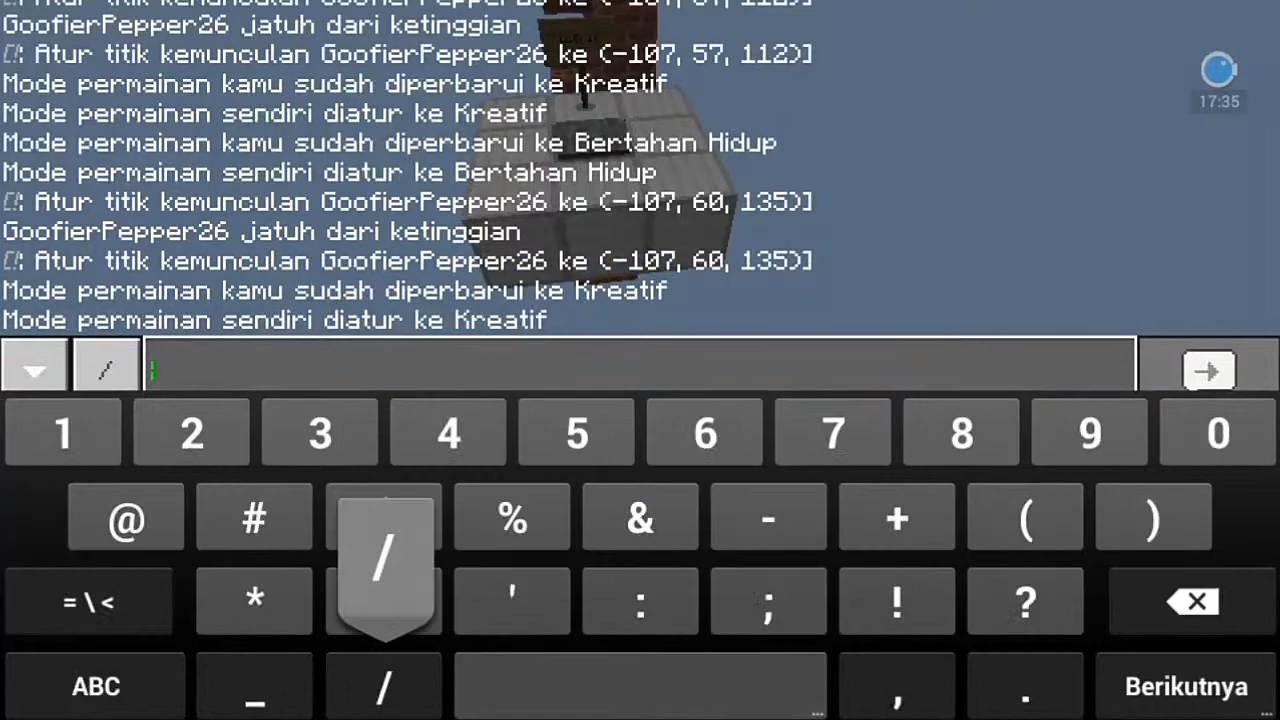 GoofierPepper26 jatuh dari ketinggian
[!: Atur titik kemunculan GoofierPepper26 ke (-107, 57, 112)]
Mode permainan kamu sudah diperbarui ke Kreatif
Mode permainan sendiri diatur ke Kreatif
Mode permainan kamu sudah diperbarui ke Bertahan Hidup
Mode permainan sendiri diatur ke Bertahan Hidup
[!: Atur titik kemunculan GoofierPepper26 ke (-107, 60, 135)]
GoofierPepper26 jatuh dari ketinggian
[!: Atur titik kemunculan GoofierPepper26 ke (-107, 60, 135)]
Mode permainan kamu sudah diperbarui ke Kreatif
Mode permainan sendiri diatur ke Kreatif
17:35
/
1 2 3 4 5 6 7 8 9 0
@ # % & - + ( )
/
= \ < * ' : ; ! ?
ABC _ / , . Berikutnya